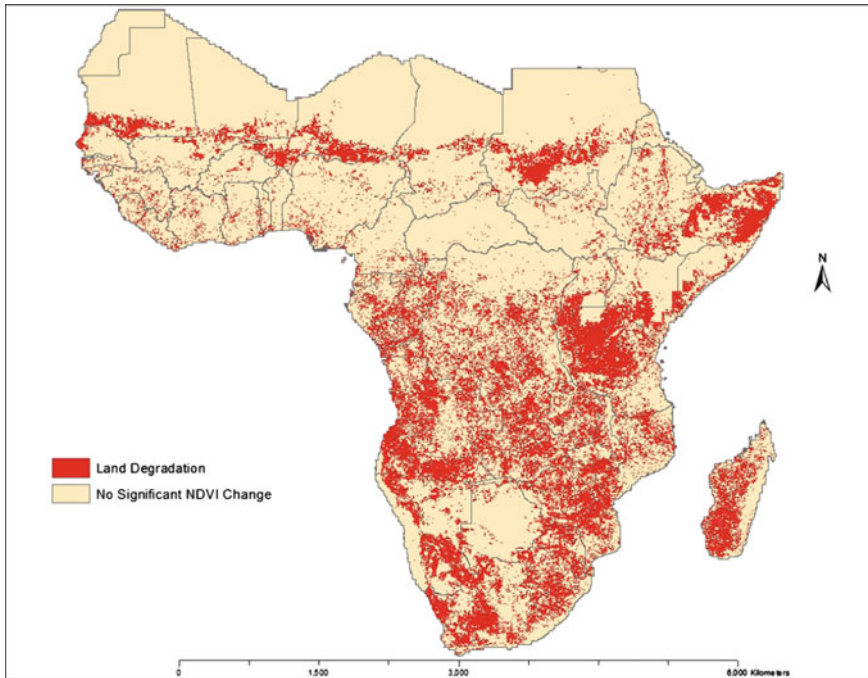 N
Land Degradation
No Significant NDVI Change
0 1,500 3,000 6,000 Kilometers